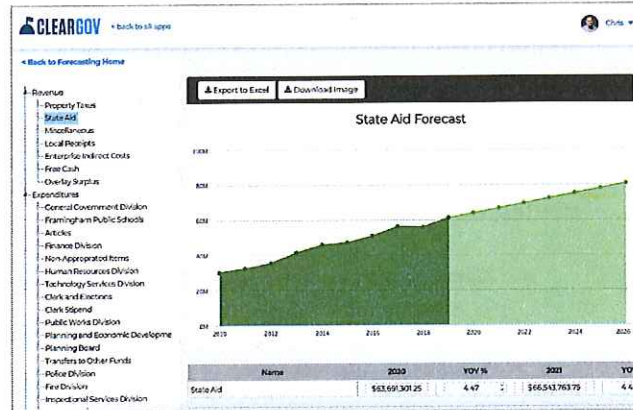 CLEARGOV
< back to all apps
Chris
< Back to Forecasting Home
Revenue
Property Taxes
State Aid
Miscellaneous
Local Receipts
Enterprise Indirect Costs
Free Cash
Overlay Surplus
Expenditures
General Government Division
Framingham Public Schools
Articles
Finance Division
Non-Appropriated Items
Human Resources Division
Technology Services Division
Clerk and Elections
Clerk Stipend
Public Works Division
Planning and Economic Developme
Planning Board
Transfers to Other Funds
Police Division
Fire Division
Inspectional Services Division
Export to Excel
Download Image
State Aid Forecast
100M
80M
60M
40M
20M
0M
2010
2012
2014
2016
2018
2020
2022
2024
2026
Name
2020
YOY %
2021
YO
State Aid
$63,691,301.25
4.47
$66,543,763.75
4.4